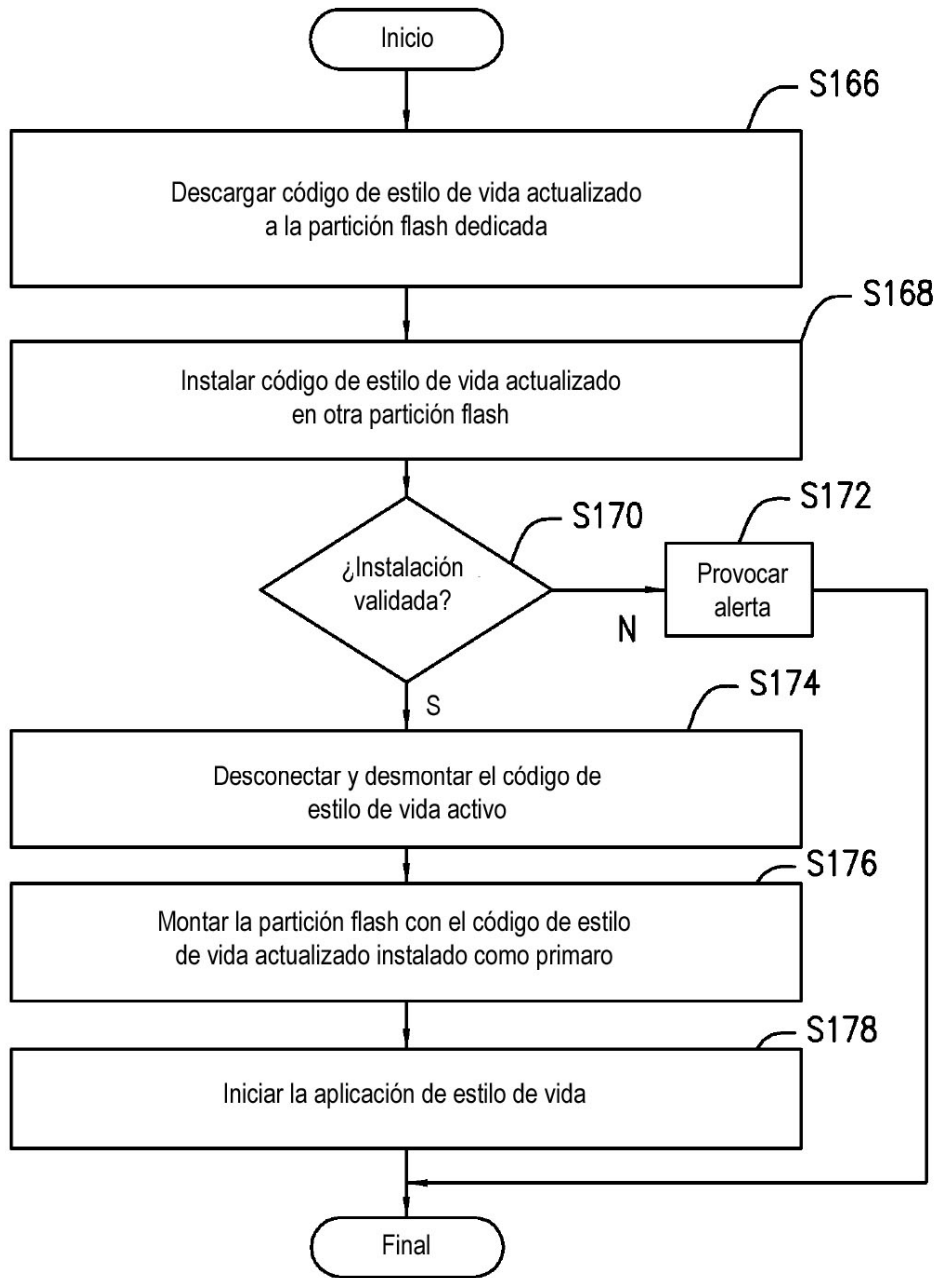 Inicio
S166
Descargar código de estilo de vida actualizado
a la partición flash dedicada
S168
Instalar código de estilo de vida actualizado
en otra partición flash
S170
¿Instalación
validada?
S172
Provocar
alerta
N
S
S174
Desconectar y desmontar el código de
estilo de vida activo
S176
Montar la partición flash con el código de estilo
de vida actualizado instalado como primaro
S178
Iniciar la aplicación de estilo de vida
Final